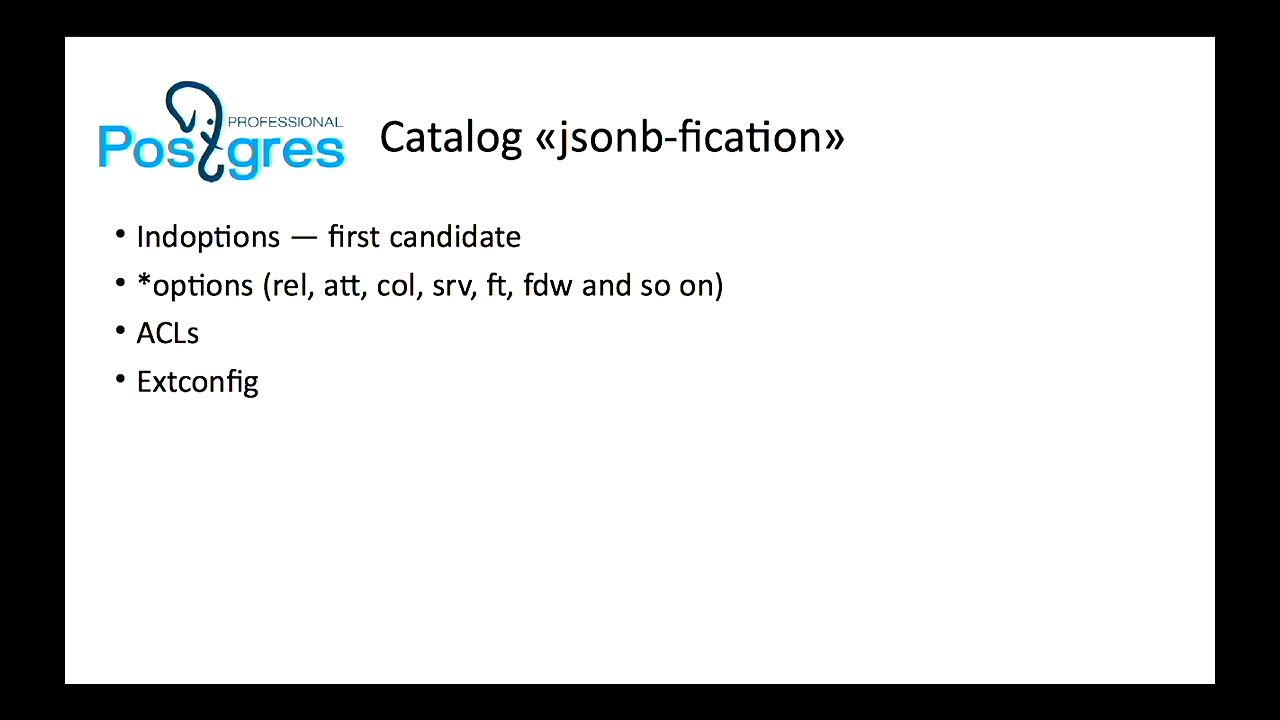 PROFESSIONAL
Postgres
Catalog «jsonb-fication»
• Indoptions — first candidate
• *options (rel, att, col, srv, ft, fdw and so on)
• ACLs
• Extconfig